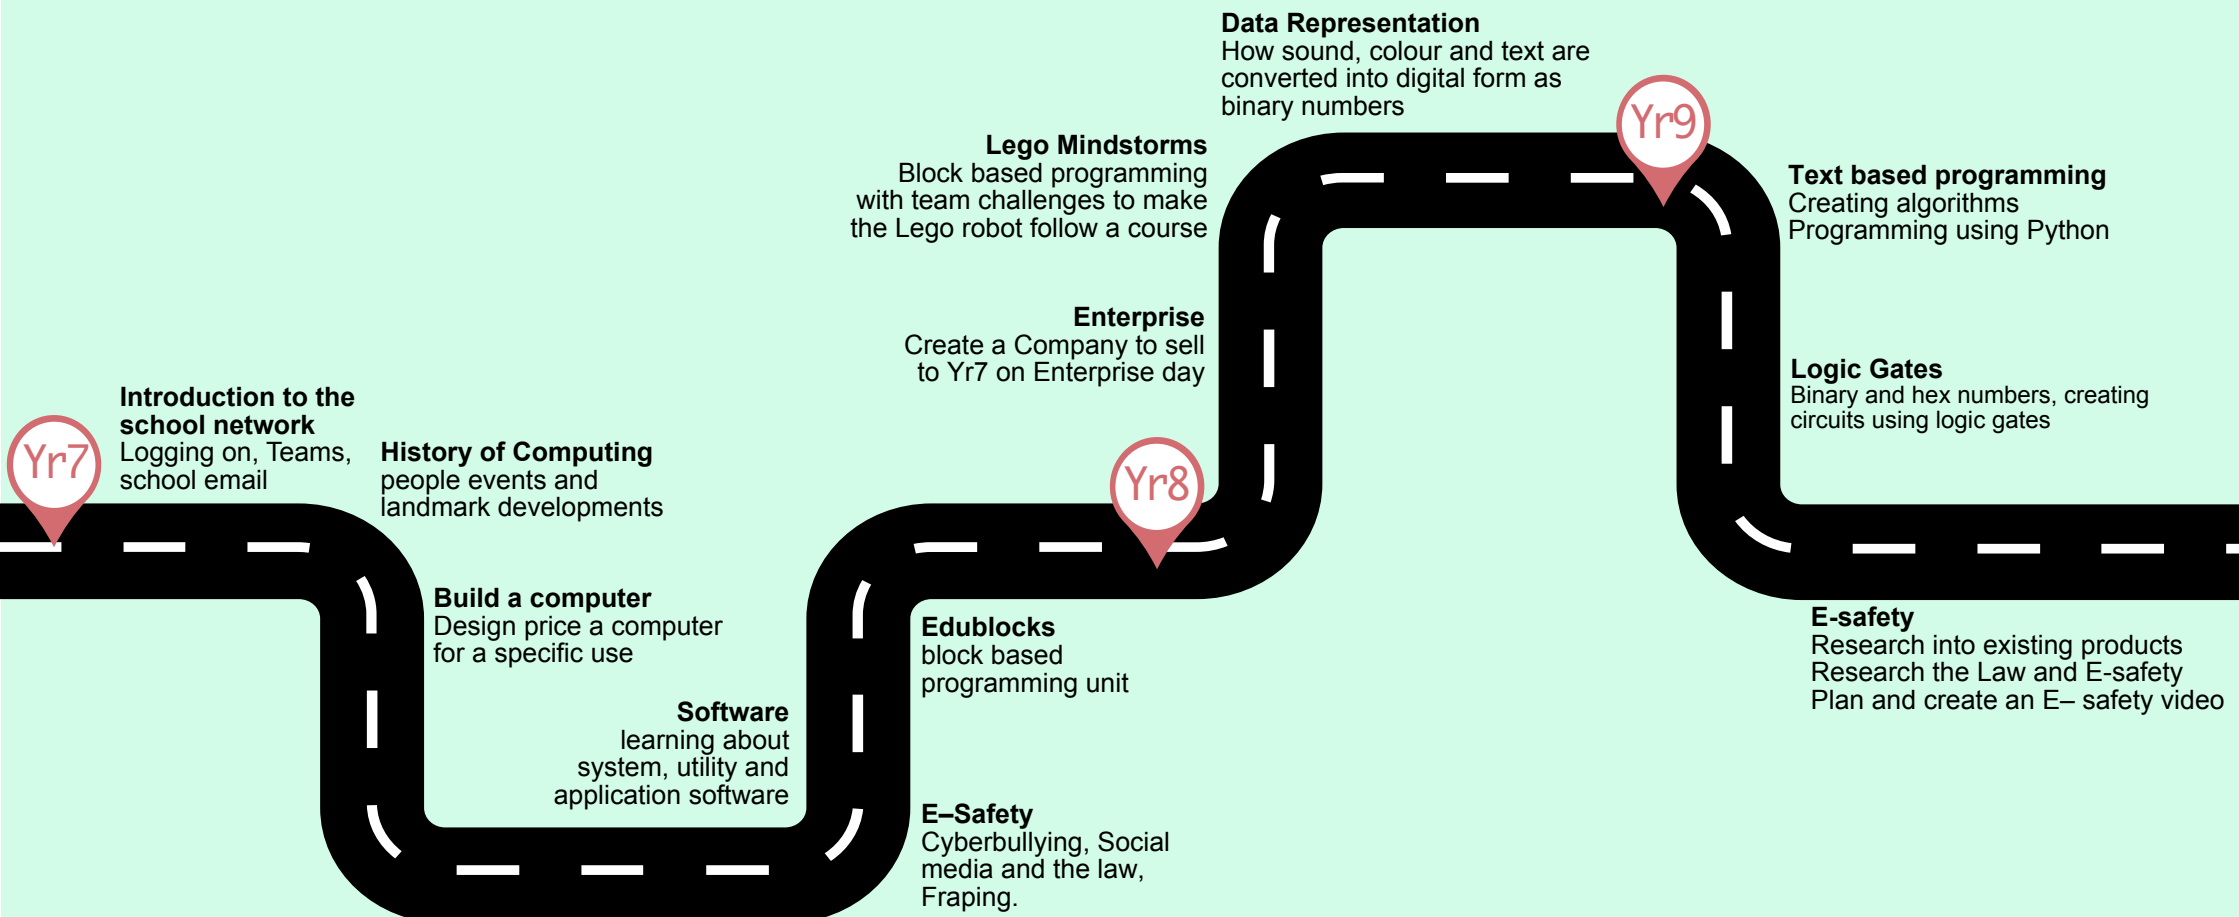 Yr7
Introduction to the
school network
Logging on, Teams,
school email
History of Computing
people events and
landmark developments
Build a computer
Design price a computer
for a specific use
Software
learning about
system, utility and
application software
E–Safety
Cyberbullying, Social
media and the law,
Fraping.
Edublocks
block based
programming unit
Yr8
Enterprise
Create a Company to sell
to Yr7 on Enterprise day
Lego Mindstorms
Block based programming
with team challenges to make
the Lego robot follow a course
Data Representation
How sound, colour and text are
converted into digital form as
binary numbers
Yr9
Text based programming
Creating algorithms
Programming using Python
Logic Gates
Binary and hex numbers, creating
circuits using logic gates
E-safety
Research into existing products
Research the Law and E-safety
Plan and create an E– safety video